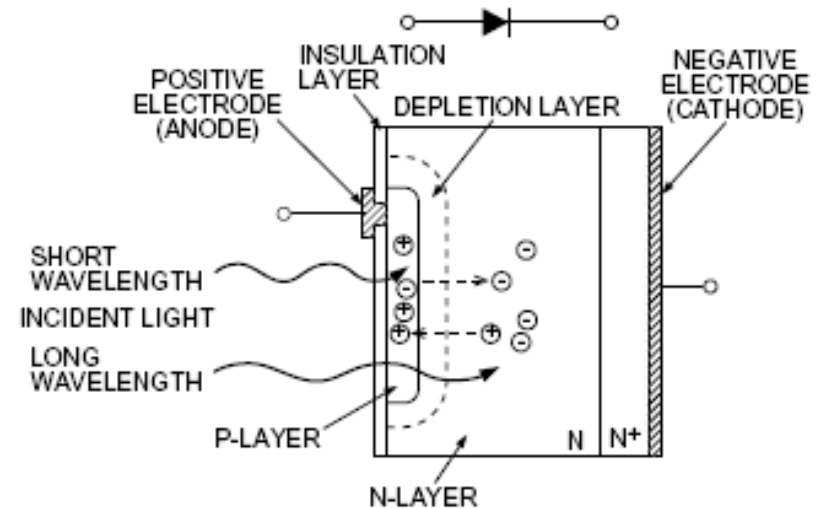 INSULATION
LAYER
POSITIVE
ELECTRODE
(ANODE)
DEPLETION LAYER
NEGATIVE
ELECTRODE
(CATHODE)
SHORT
WAVELENGTH
INCIDENT LIGHT
LONG
WAVELENGTH
P-LAYER
N-LAYER
N
N+
+
-
+
+
-
-
+
-
-